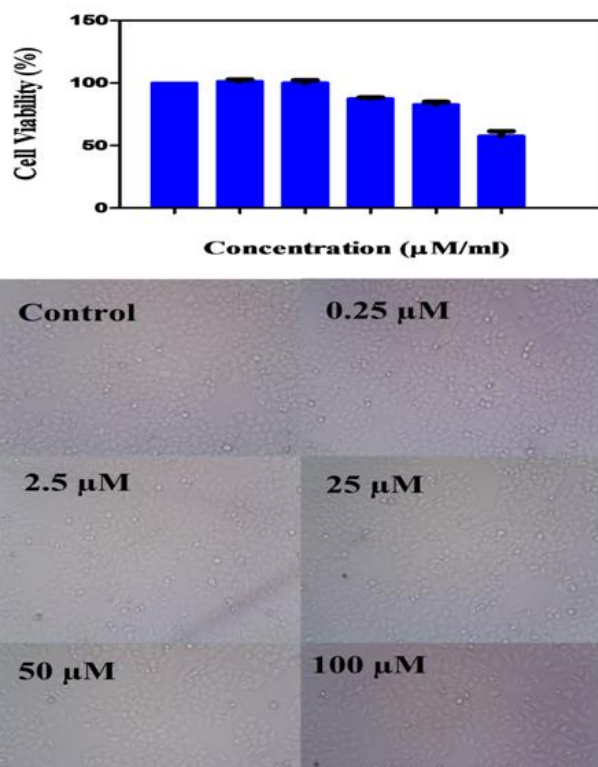 150
100
50
0
Cell Viability (%)
Concentration (µM/ml)
Control
0.25 µM
2.5 µM
25 µM
50 µM
100 µM